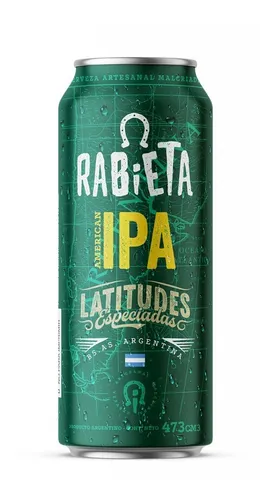 CERVEZA ARTESANAL MALCRIADA
RABiETA
AMERICAN
IPA
LATITUDES
Especiadas
BS.AS. ARGENTINA
473CM3